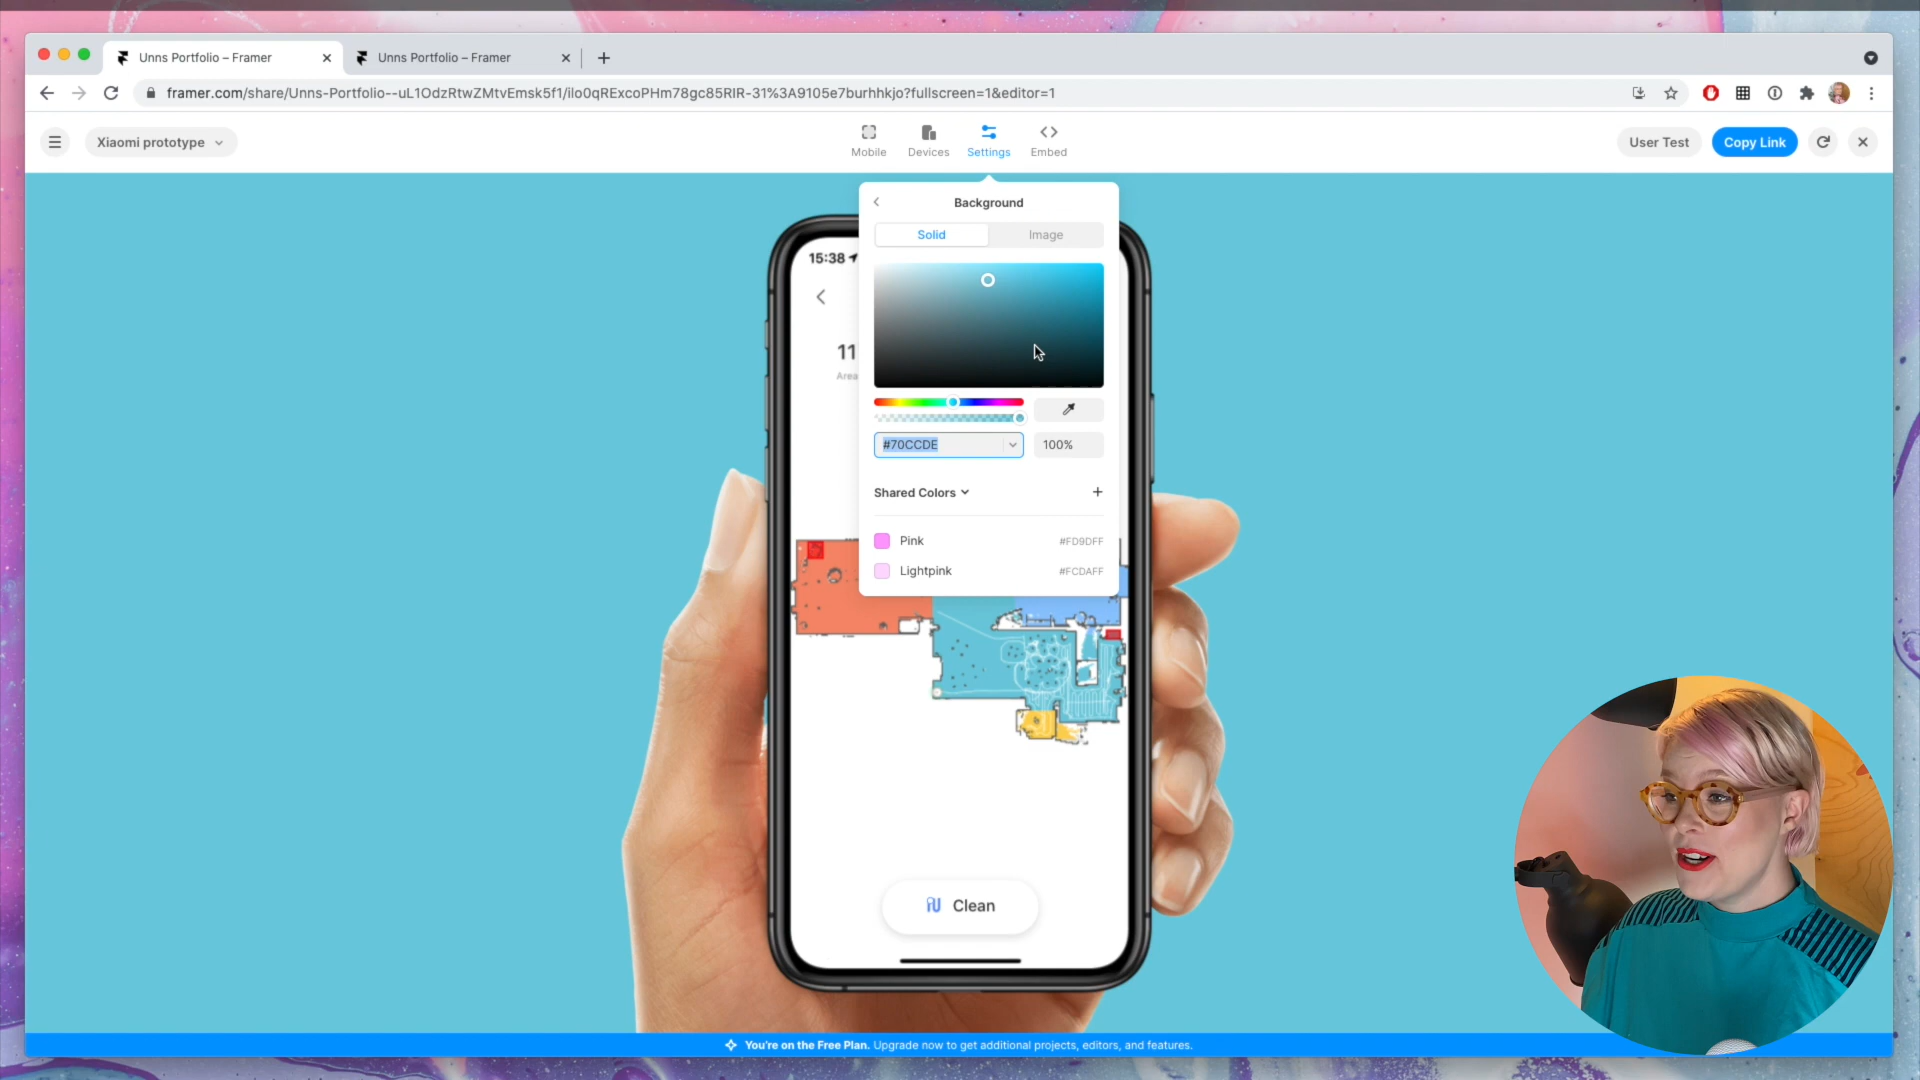 Unns Portfolio – Framer
Unns Portfolio – Framer
framer.com/share/Unns-Portfolio--uL1OdzRtwZMtvEmsk5f1/ilo0qRExcoPHm78gc85RIR-31%3A9105e7burhhkjo?fullscreen=1&editor=1
Xiaomi prototype
Mobile
Devices
Settings
Embed
User Test
Copy Link
Background
Solid
Image
15:38
11
Area
#70CCDE
100%
Shared Colors
Pink
#FD9DFF
Lightpink
#FCDAFF
Clean
You're on the Free Plan. Upgrade now to get additional projects, editors, and features.